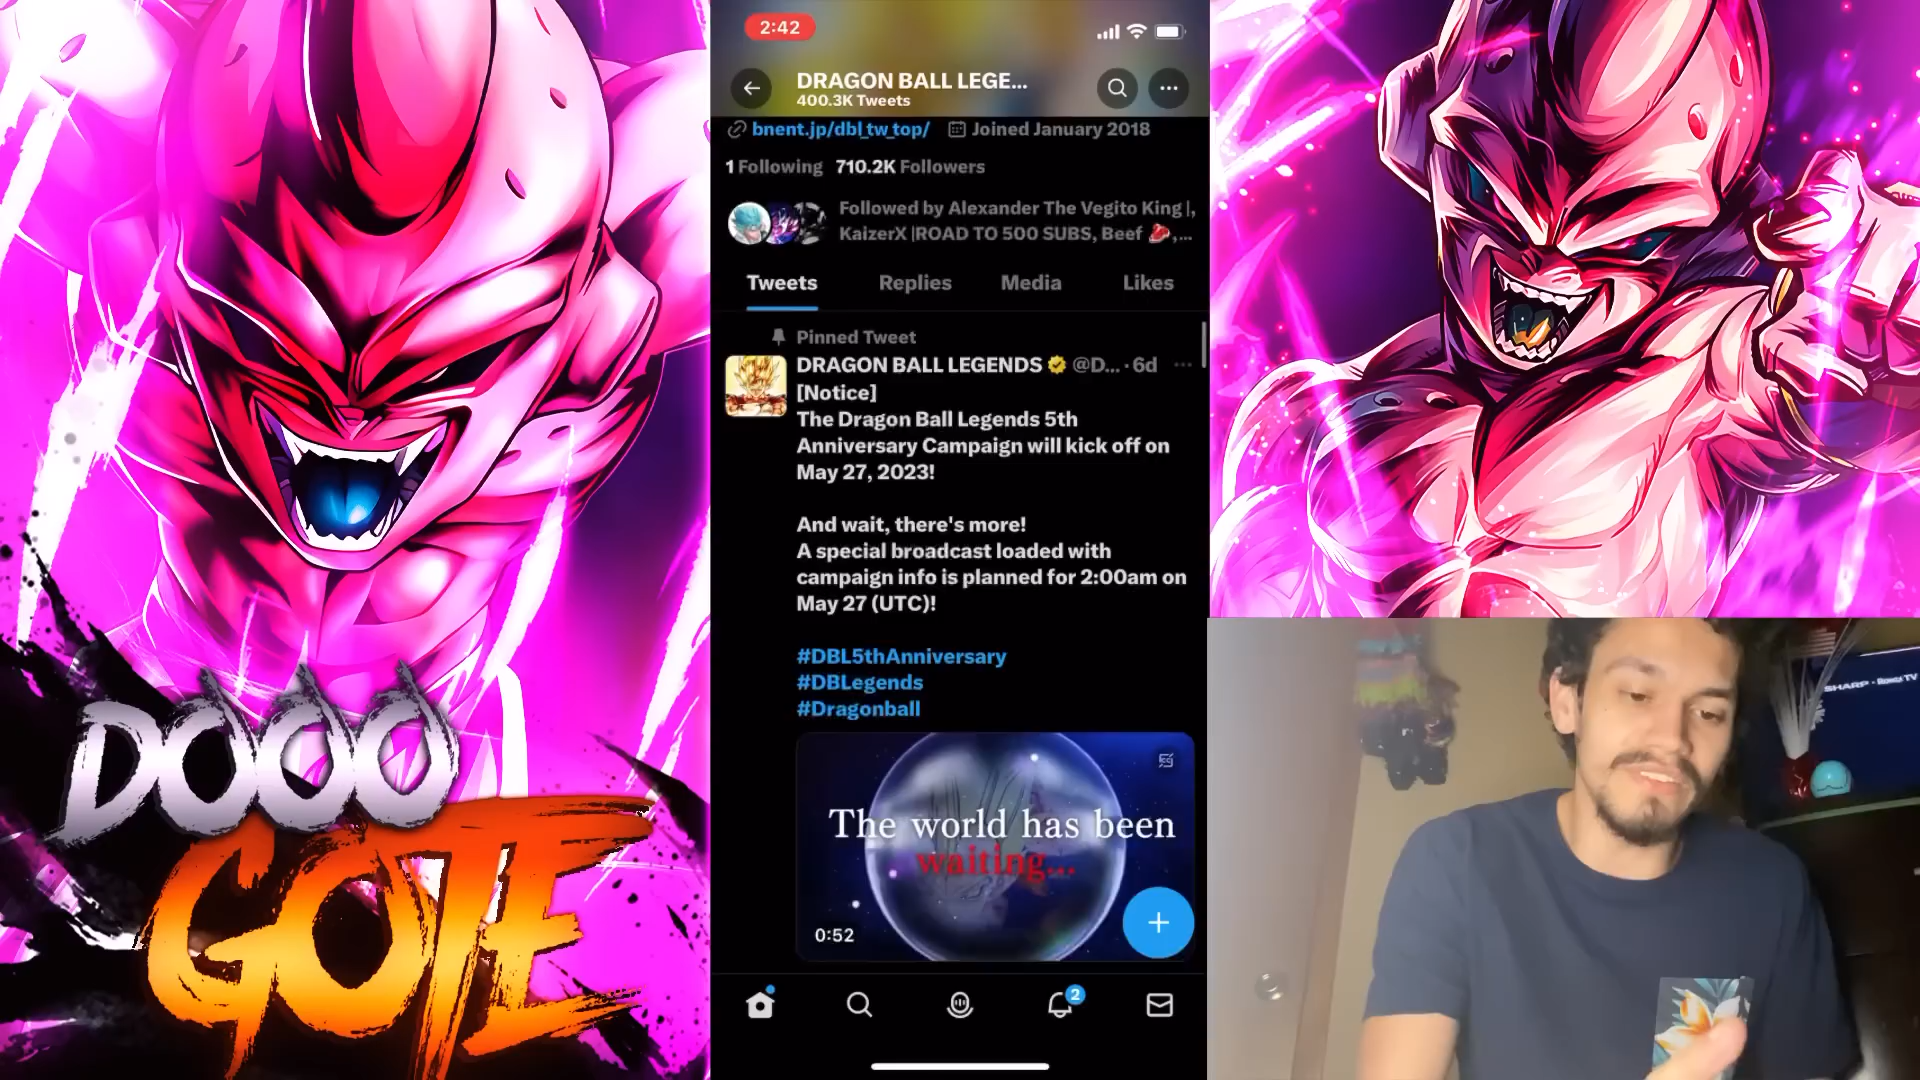 2:42
DRAGON BALL LEGE...
400.3K Tweets
bnent.jp/dbl_tw_top/ Joined January 2018
1 Following 710.2K Followers
Followed by Alexander The Vegito King |,
KaizerX |ROAD TO 500 SUBS, Beef 🥩,...
Tweets Replies Media Likes
Pinned Tweet
DRAGON BALL LEGENDS @D... · 6d
[Notice]
The Dragon Ball Legends 5th
Anniversary Campaign will kick off on
May 27, 2023!
And wait, there's more!
A special broadcast loaded with
campaign info is planned for 2:00am on
May 27 (UTC)!
#DBL5thAnniversary
#DBLegends
#Dragonball
The world has been
waiting...
0:52
2
DOOO
GOTE
SHARP - Roku TV